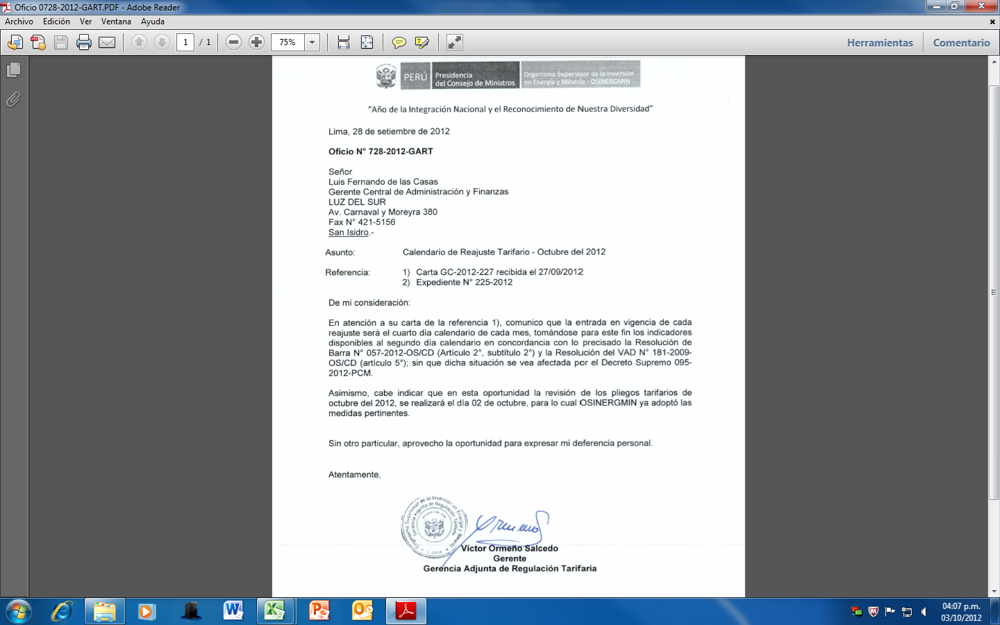 Oficio 0728-2012-GART.PDF - Adobe Reader
Archivo Edición Ver Ventana Ayuda
1 / 1 75% Herramientas Comentario
PERÚ Presidencia del Consejo de Ministros Organismo Supervisor de la Inversión en Energía y Minería - OSINERGMIN
“Año de la Integración Nacional y el Reconocimiento de Nuestra Diversidad”
Lima, 28 de setiembre de 2012
Oficio N° 728-2012-GART
Señor
Luis Fernando de las Casas
Gerente Central de Administración y Finanzas
LUZ DEL SUR
Av. Carnaval y Moreyra 380
Fax N° 421-5156
San Isidro.-
Asunto: Calendario de Reajuste Tarifario - Octubre del 2012
Referencia: 1) Carta GC-2012-227 recibida el 27/09/2012
2) Expediente N° 225-2012
De mi consideración:
En atención a su carta de la referencia 1), comunico que la entrada en vigencia de cada
reajuste será el cuarto día calendario de cada mes, tomándose para este fin los indicadores
disponibles al segundo día calendario en concordancia con lo precisado la Resolución de
Barra N° 057-2012-OS/CD (Artículo 2°, subtítulo 2°) y la Resolución del VAD N° 181-2009-
OS/CD (artículo 5°); sin que dicha situación se vea afectada por el Decreto Supremo 095-
2012-PCM.
Asimismo, cabe indicar que en esta oportunidad la revisión de los pliegos tarifarios de
octubre del 2012, se realizará el día 02 de octubre, para lo cual OSINERGMIN ya adoptó las
medidas pertinentes.
Sin otro particular, aprovecho la oportunidad para expresar mi deferencia personal.
Atentamente,
Organismo Supervisor de la Inversión en Energía y Minería
Gerencia Adjunta de Regulación Tarifaria
Lima
Víctor Ormeño Salcedo
Gerente
Gerencia Adjunta de Regulación Tarifaria
04:07 p.m.
03/10/2012